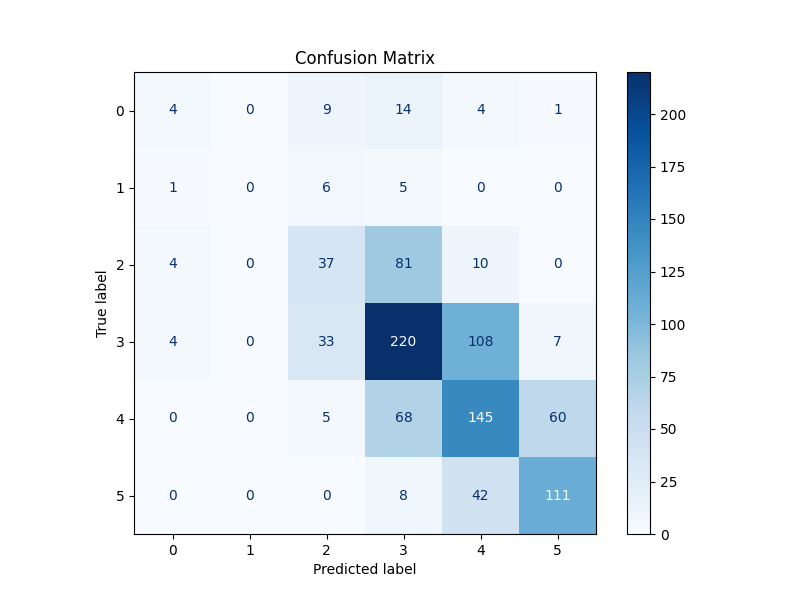 Confusion Matrix
True label
0 4 0 9 14 4 1
1 1 0 6 5 0 0
2 4 0 37 81 10 0
3 4 0 33 220 108 7
4 0 0 5 68 145 60
5 0 0 0 8 42 111
0 1 2 3 4 5
Predicted label
200
175
150
125
100
75
50
25
0